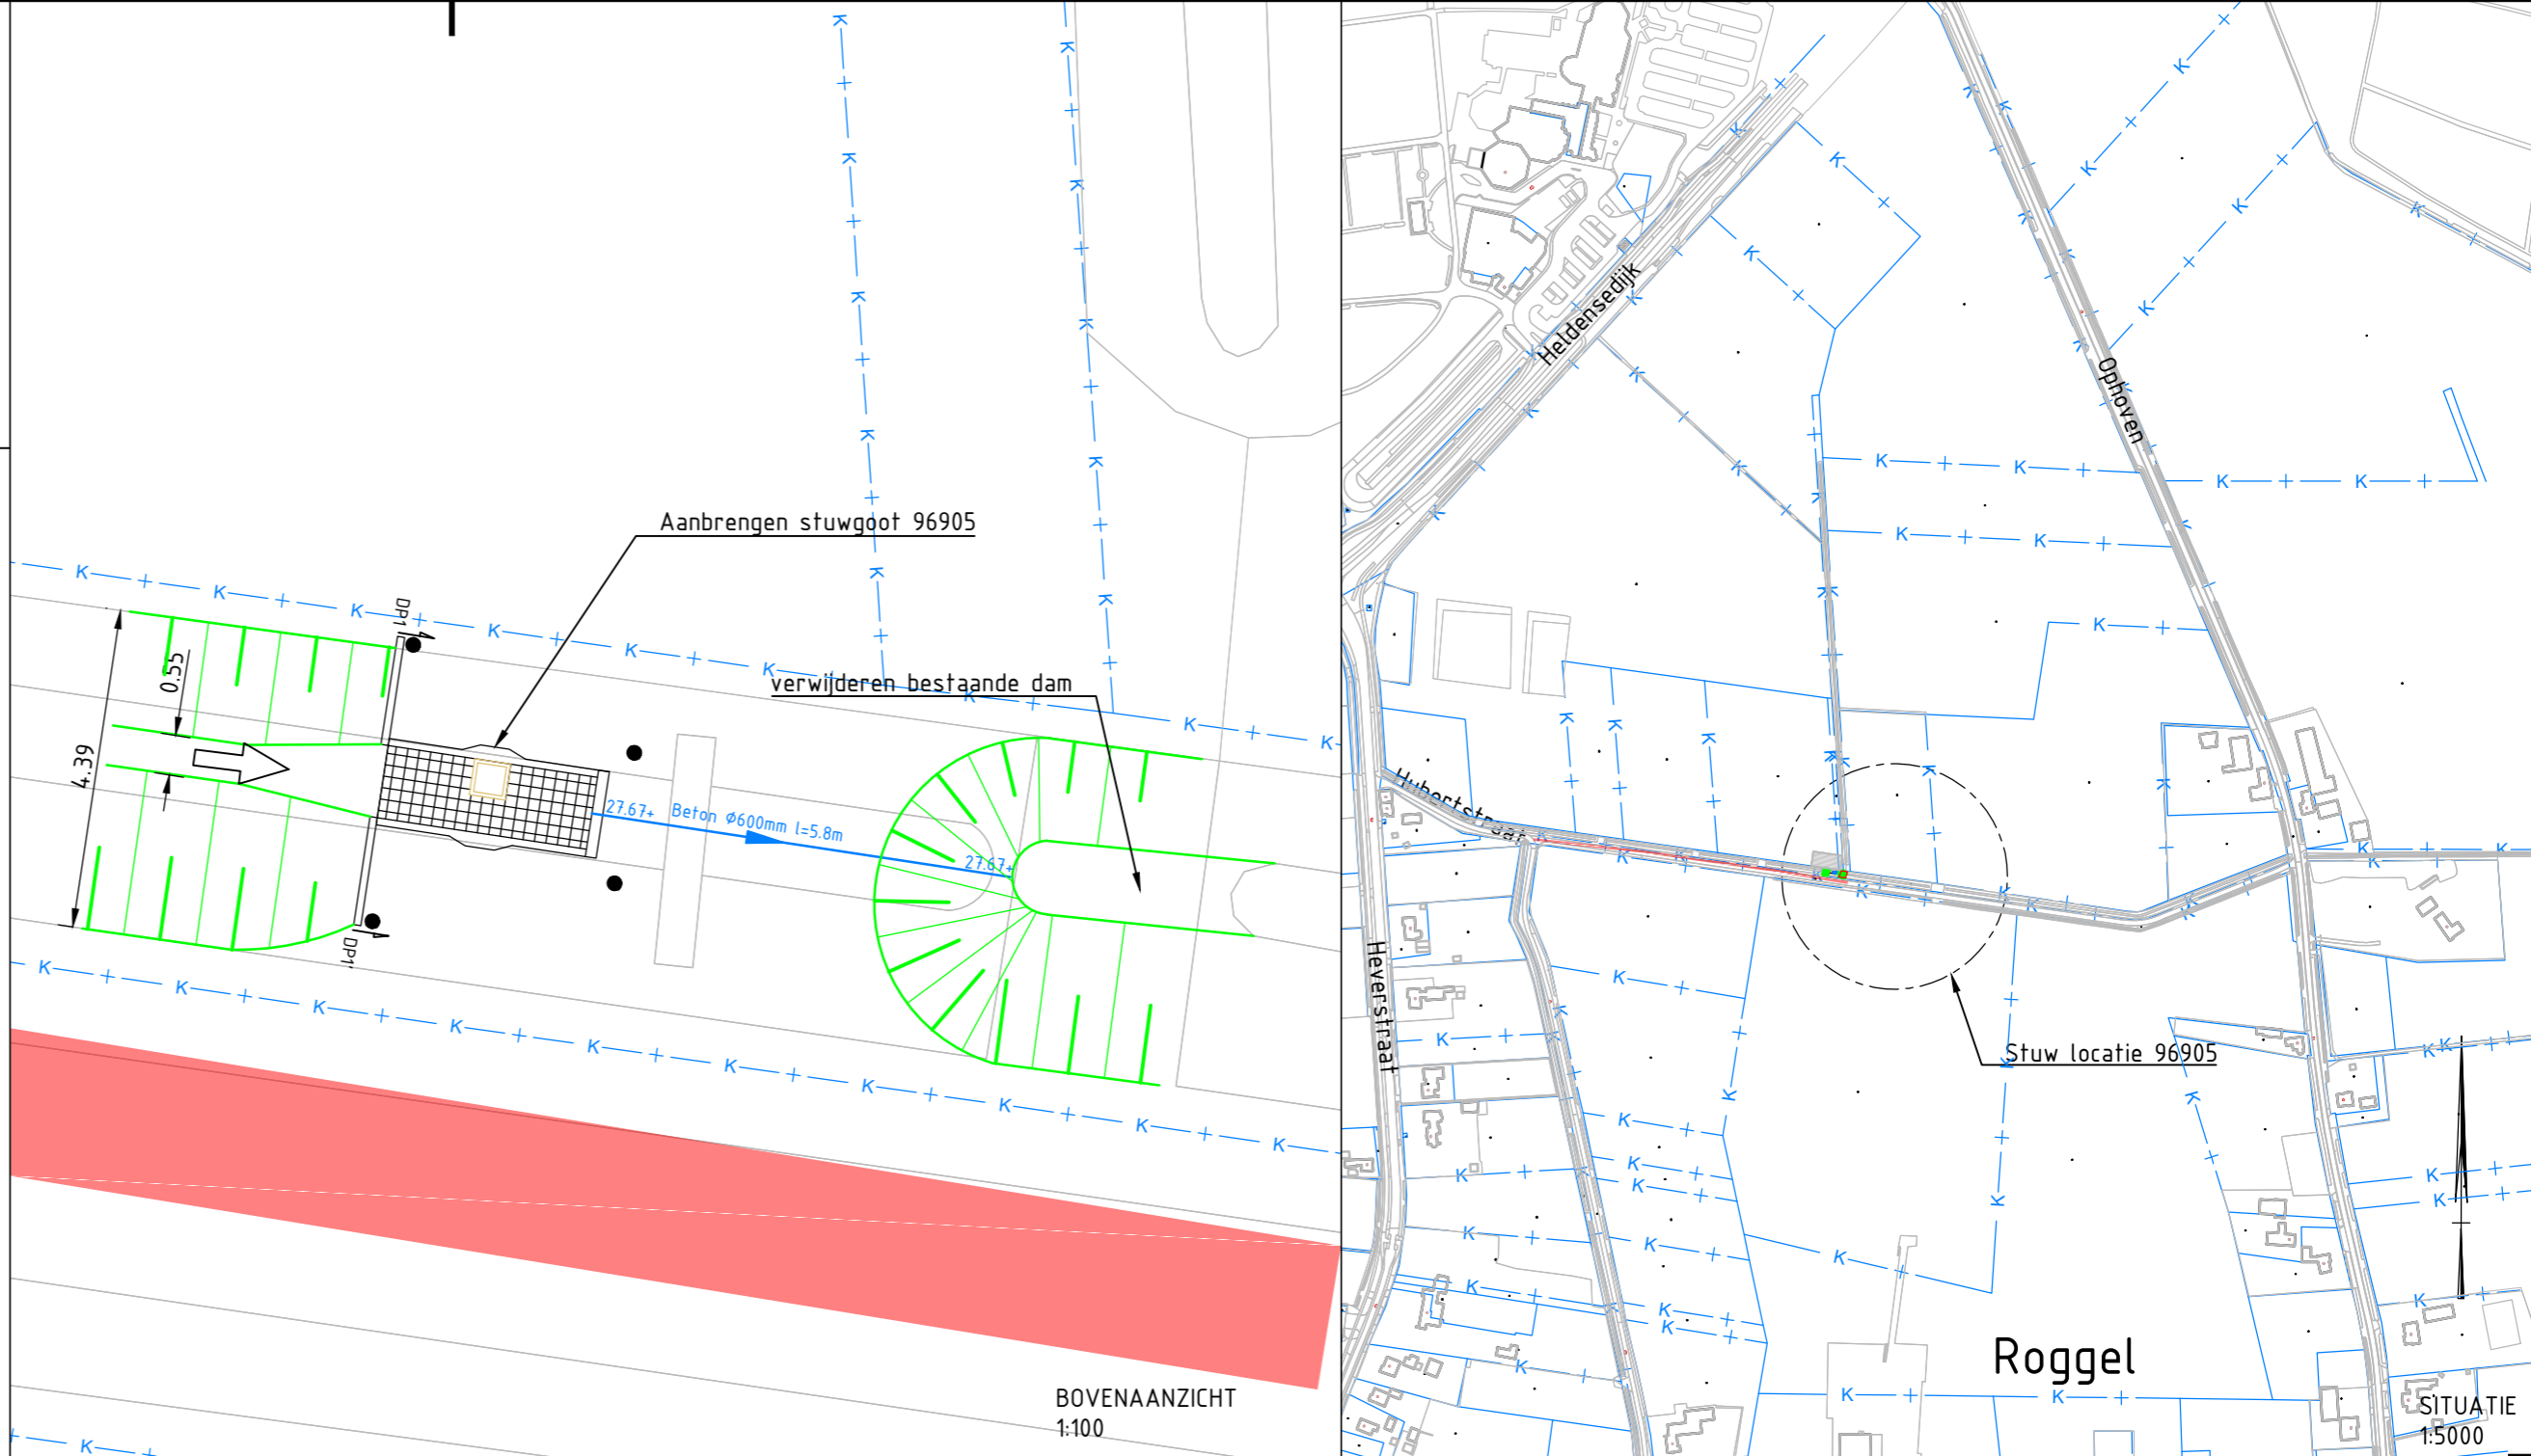 Aanbrengen stuwgoot 96905
DP1
0.55
4.39
verwijderen bestaande dam
27.67+ Beton Ø600mm l=5.8m
27.67+
DP1'
BOVENAANZICHT
1:100
Heldensedijk
Ophoven
Hubertstraat
Heverstraat
Stuw locatie 96905
Roggel
SITUATIE
1:5000